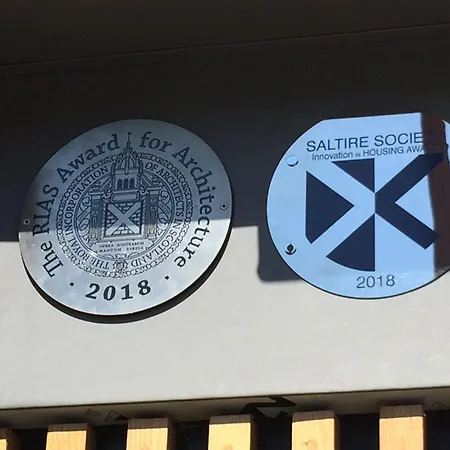 The RIAS Award for Architecture
THE ROYAL INCORPORATION OF ARCHITECTS IN SCOTLAND
2018
SALTIRE SOCIE
Innovation IN HOUSING AWA
2018